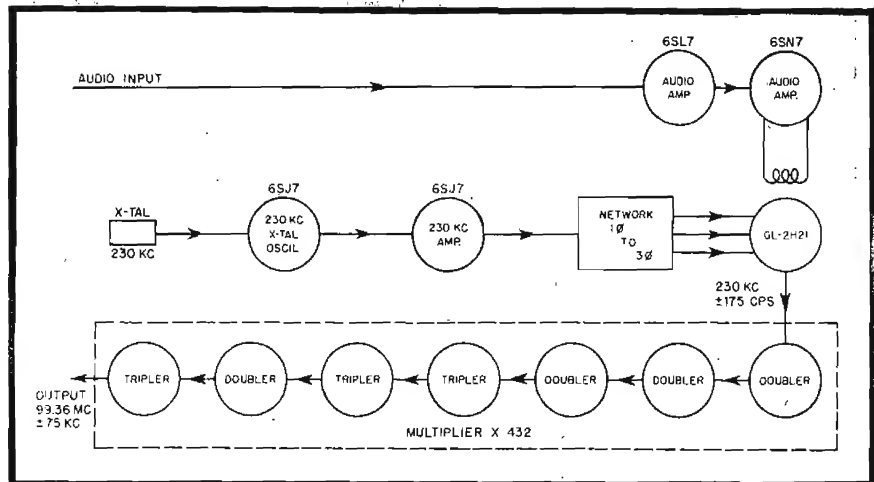 6SL7
6SN7
AUDIO INPUT
AUDIO
AMP
AUDIO
AMP.
X-TAL
230 KC
6SJ7
230 KC
X-TAL
OSCIL
6SJ7
230 KC
AMP.
NETWORK
1Ø
TO
3Ø
GL-2H21
230 KC
±175 CPS
TRIPLER
DOUBLER
TRIPLER
TRIPLER
DOUBLER
DOUBLER
DOUBLER
OUTPUT
99.36 MC
±75 KC
MULTIPLIER X 432